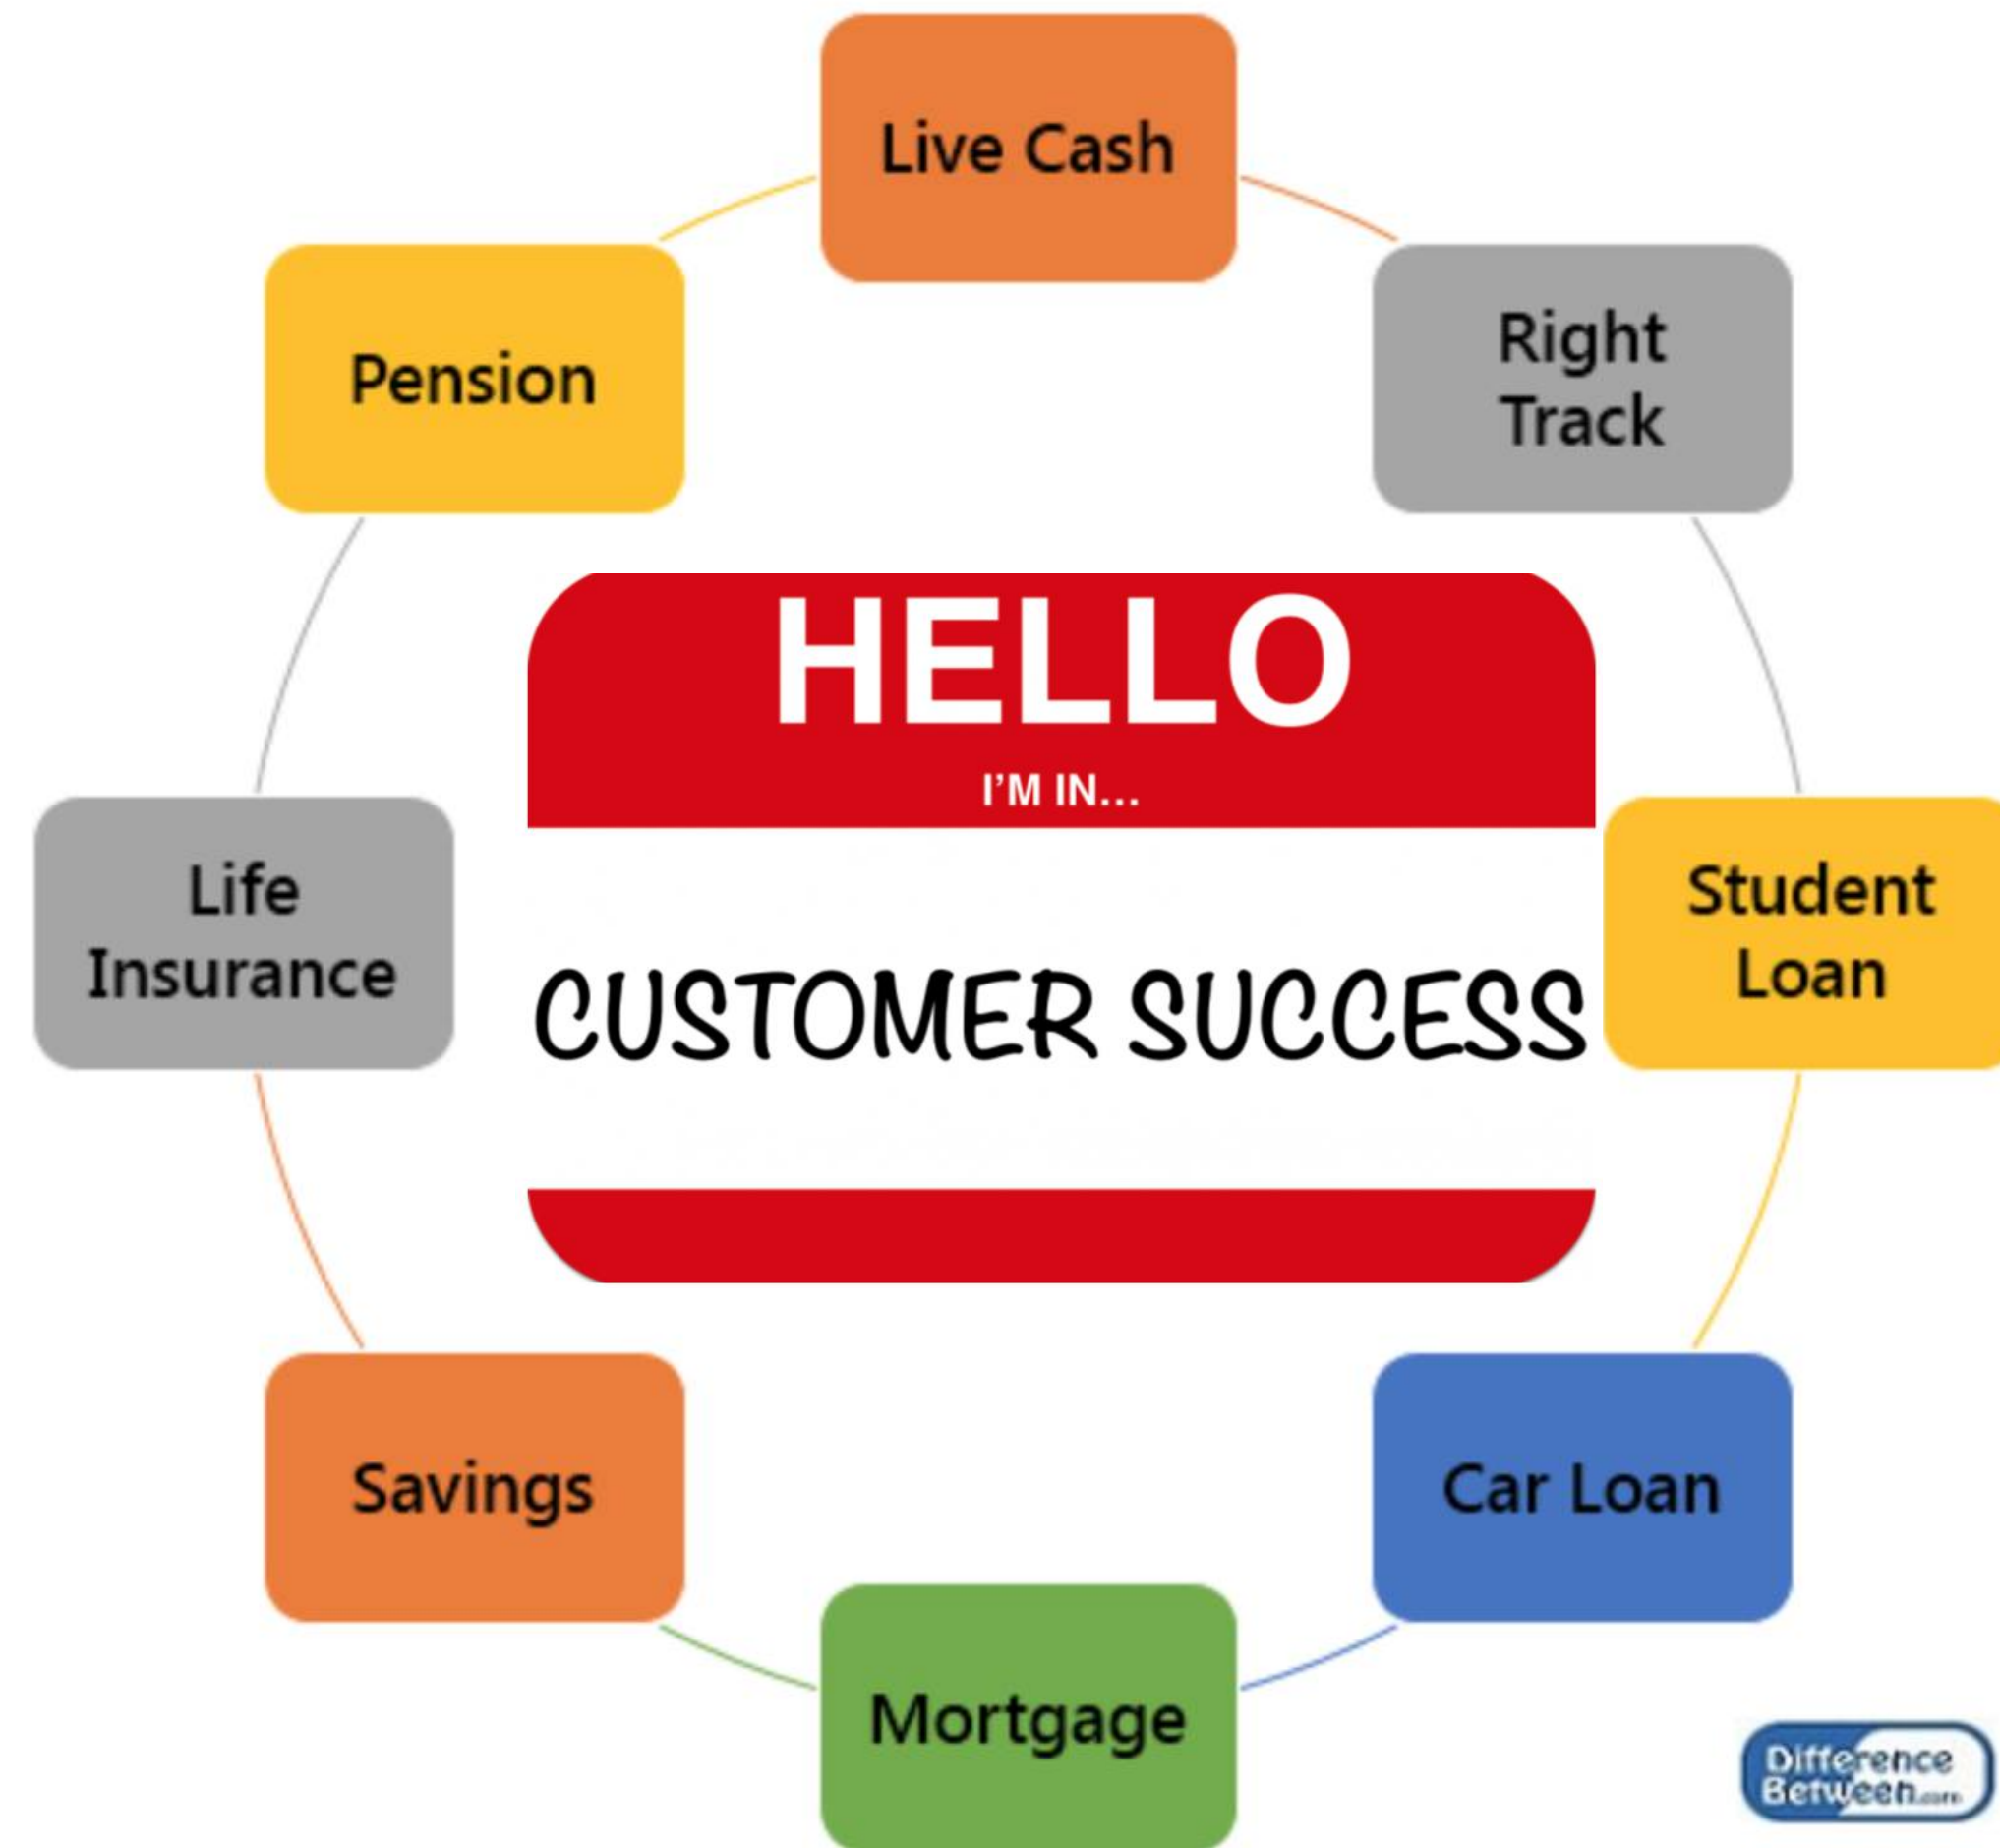 Live Cash
Pension
Right
Track
HELLO
I'M IN...
Life
Insurance
CUSTOMER SUCCESS
Student
Loan
Savings
Car Loan
Mortgage
Difference
Between.com